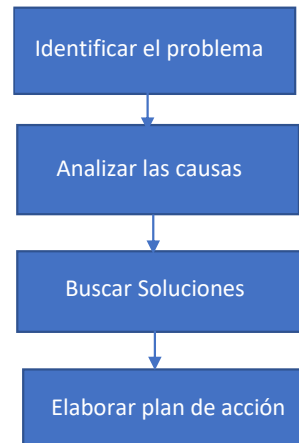 Identificar el problema
Analizar las causas
Buscar Soluciones
Elaborar plan de acción